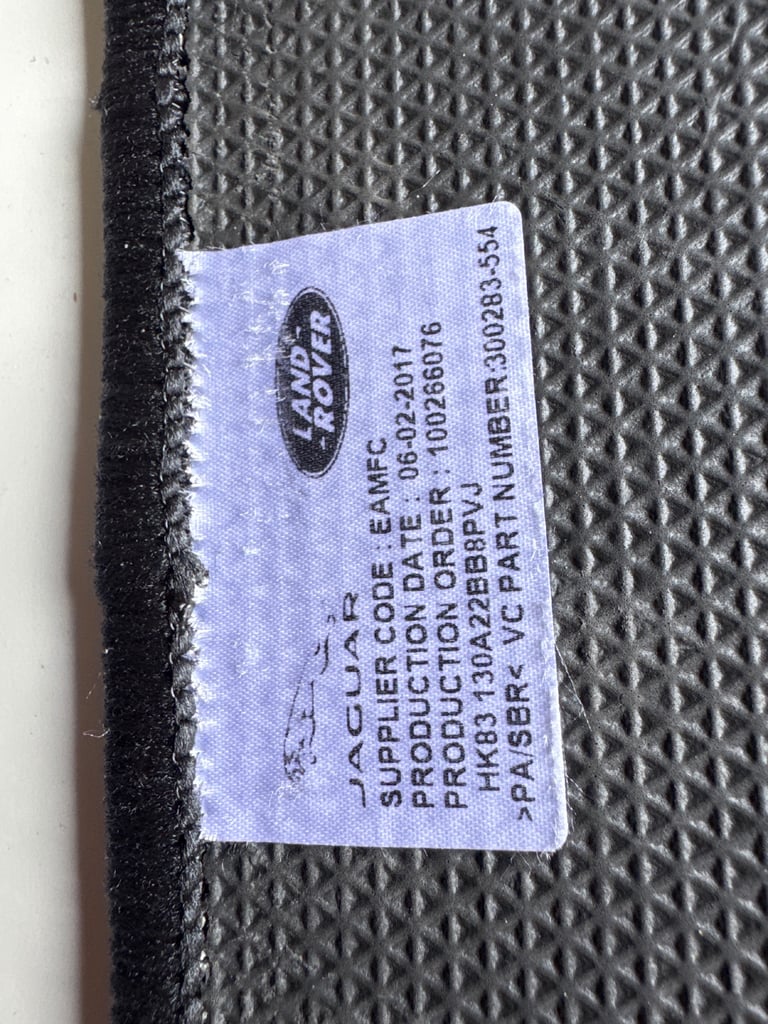 LAND-
-ROVER
JAGUAR
SUPPLIER CODE : EAMFC
PRODUCTION DATE : 06-02-2017
PRODUCTION ORDER : 100266076
HK83 130A22BB8PVJ
>PA/SBR< VC PART NUMBER:300283-554